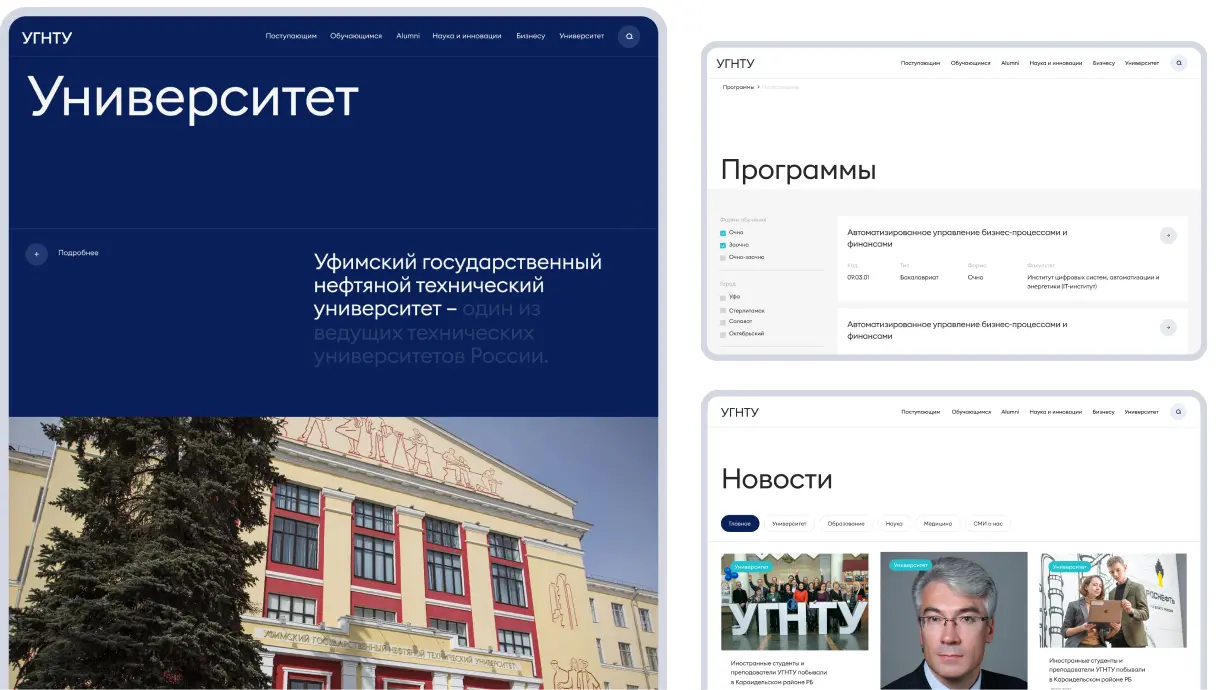 УГНТУ
Поступающим Обучающимся Alumni Наука и инновации Бизнесу Университет
Университет
Подробнее
Уфимский государственный
нефтяной технический
университет – один из
ведущих технических
университетов России.
УФИМСКИЙ ГОСУДАРСТВЕННЫЙ НЕФТЯНОЙ ТЕХНИЧЕСКИЙ УНИВЕРСИТЕТ
УГНТУ
Поступающим Обучающимся Alumni Наука и инновации Бизнесу Университет
Программы >
Программы
Формы обучения
Очно
Заочно
Очно-заочно
Город
Уфа
Стерлитамак
Салават
Октябрьский
Автоматизированное управление бизнес-процессами и
финансами
Код Тип Форма Факультет
09.03.01 Бакалавриат Очно Институт цифровых систем, автоматизации и
энергетики (IT-институт)
Автоматизированное управление бизнес-процессами и
финансами
УГНТУ
Поступающим Обучающимся Alumni Наука и инновации Бизнесу Университет
Новости
Главное Университет Образование Наука Медицина СМИ о нас
Университет
УГНТУ
Иностранные студенты и
преподаватели УГНТУ побывали
в Караидельском районе РБ
Университет
Университет
РОСНЕФТЬ
Иностранные студенты и
преподаватели УГНТУ побывали
в Караидельском районе РБ